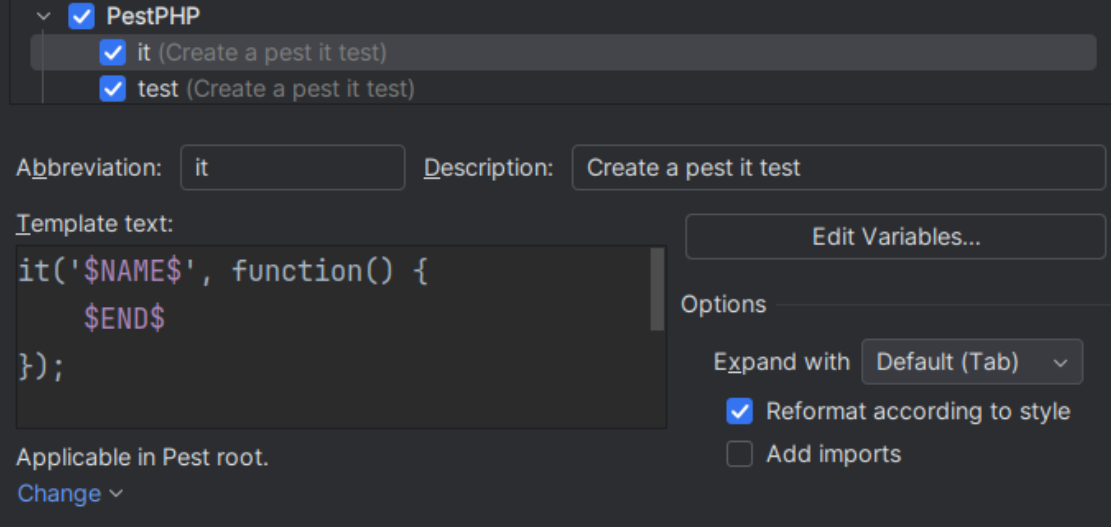 PestPHP
it (Create a pest it test)
test (Create a pest it test)
Abbreviation: it Description: Create a pest it test
Template text:
Edit Variables...
it('$NAME$', function() {
    $END$
});
Options
Expand with Default (Tab)
Reformat according to style
Add imports
Applicable in Pest root.
Change